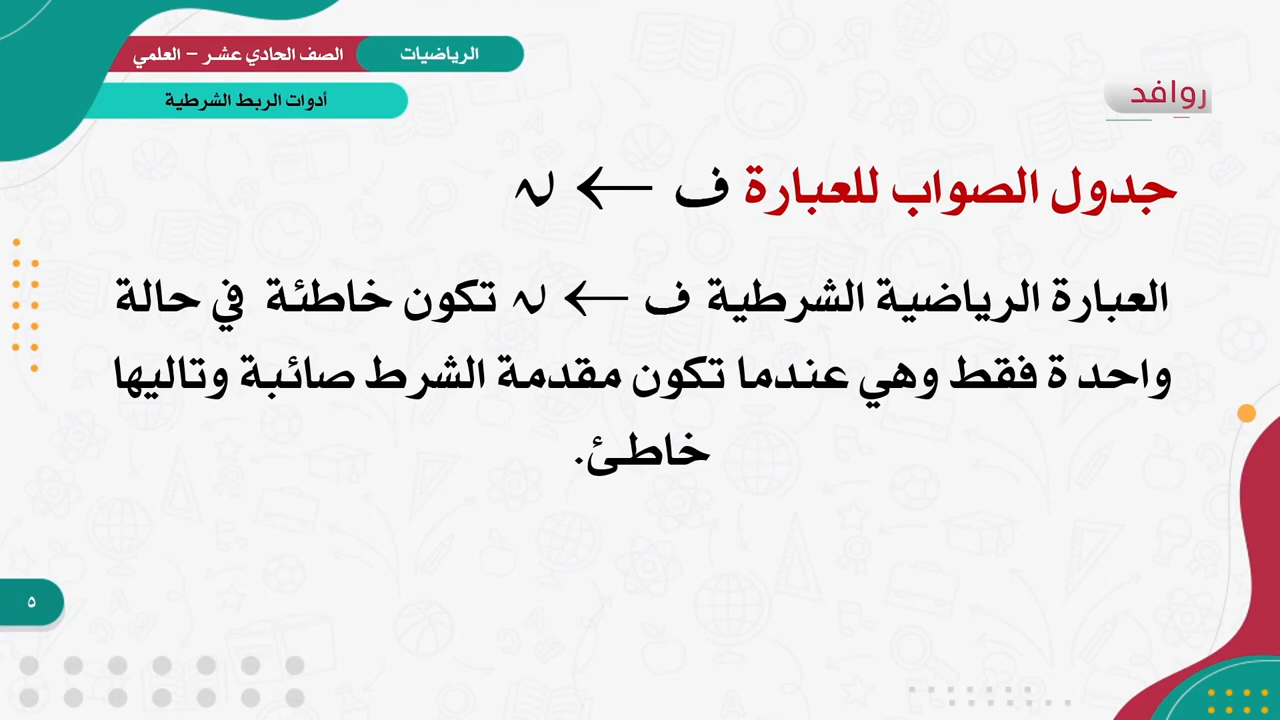 الرياضيات الصف الحادي عشر – العلمي
أدوات الربط الشرطية
روافد
جدول الصواب للعبارة ف ← ن
العبارة الرياضية الشرطية ف ← ن تكون خاطئة في حالة
واحد ة فقط وهي عندما تكون مقدمة الشرط صائبة وتاليها
خاطئ.
٥